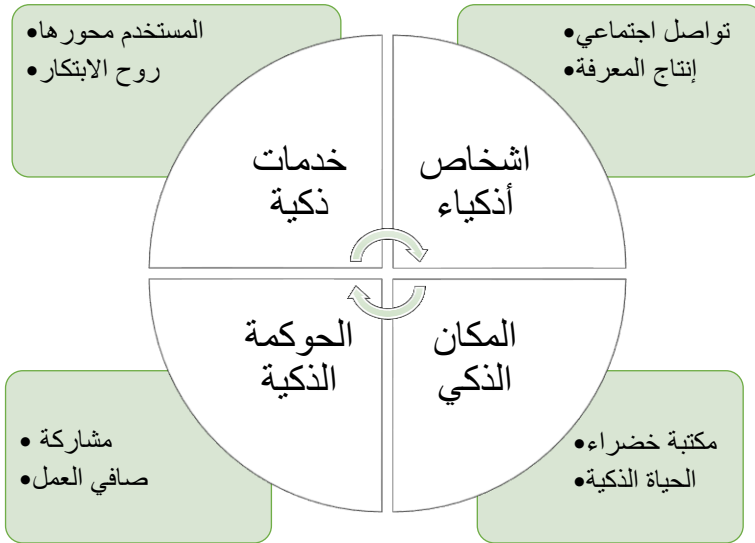 تواصل اجتماعي•
إنتاج المعرفة•
المستخدم محورها•
روح الابتكار•
اشخاص
أذكياء
خدمات
ذكية
المكان
الذكي
الحوكمة
الذكية
مكتبة خضراء•
الحياة الذكية•
• مشاركة
• صافي العمل